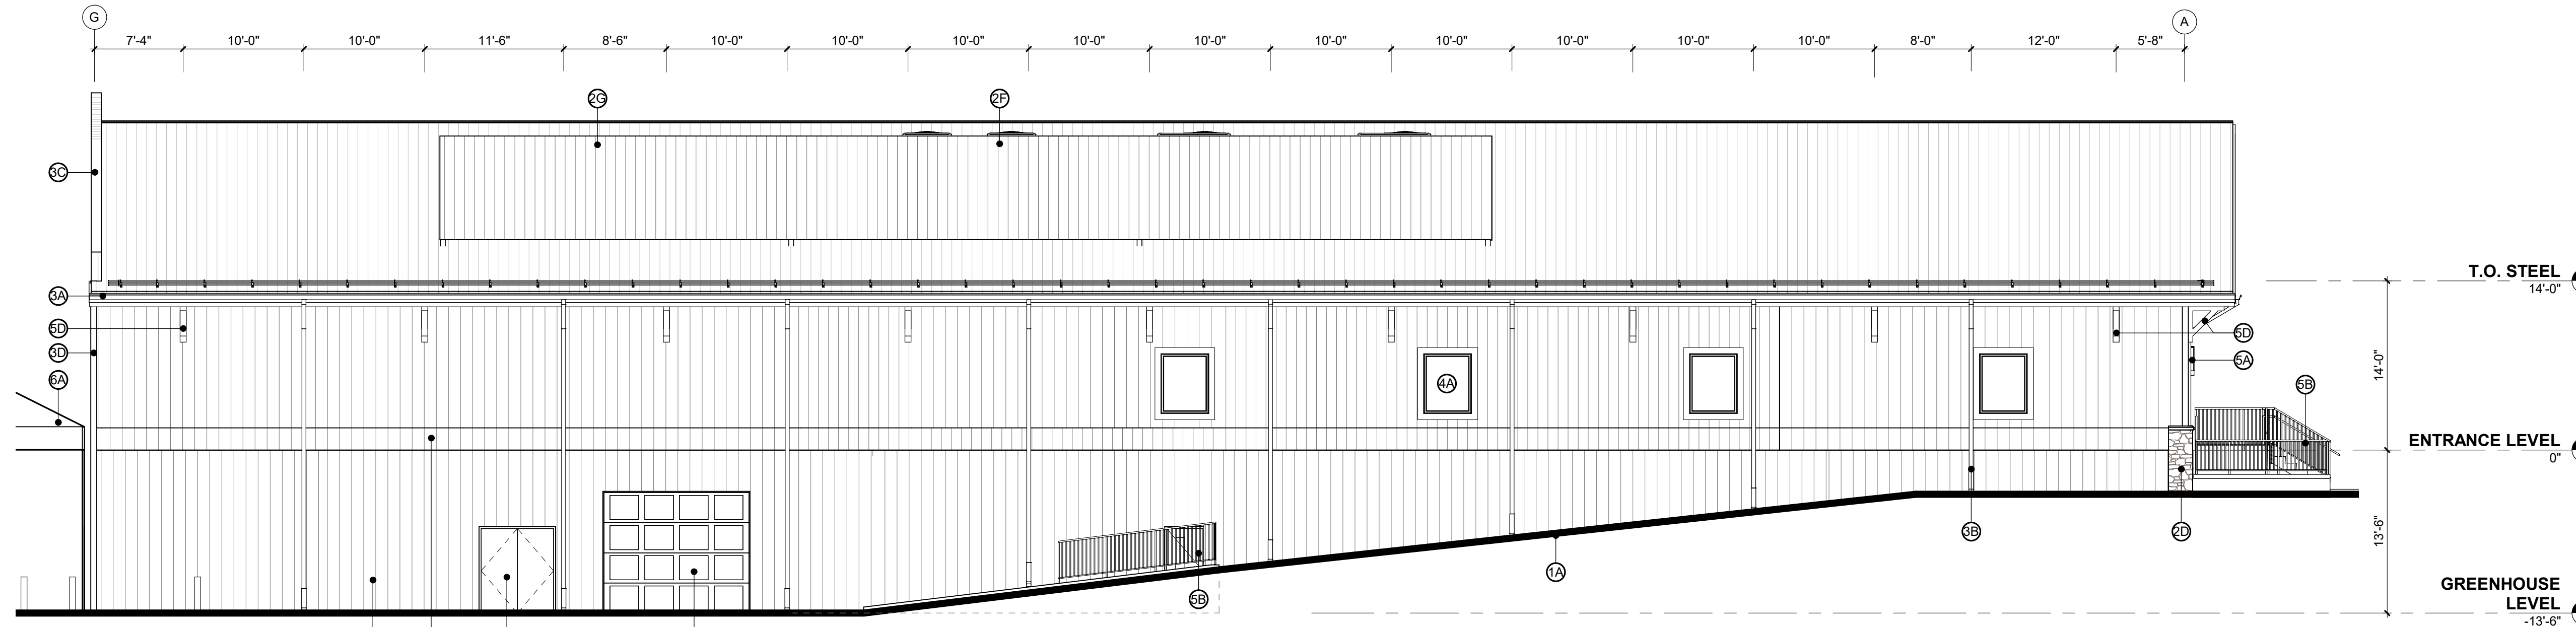 G
A
7'-4"
10'-0"
10'-0"
11'-6"
8'-6"
10'-0"
10'-0"
10'-0"
10'-0"
10'-0"
10'-0"
10'-0"
10'-0"
10'-0"
10'-0"
8'-0"
12'-0"
5'-8"
2G
2F
3C
T.O. STEEL
14'-0"
3A
5D
5D
3D
5A
14'-0"
6A
4A
5B
ENTRANCE LEVEL
0"
3B
2D
13'-6"
1A
5B
GREENHOUSE
LEVEL
-13'-6"